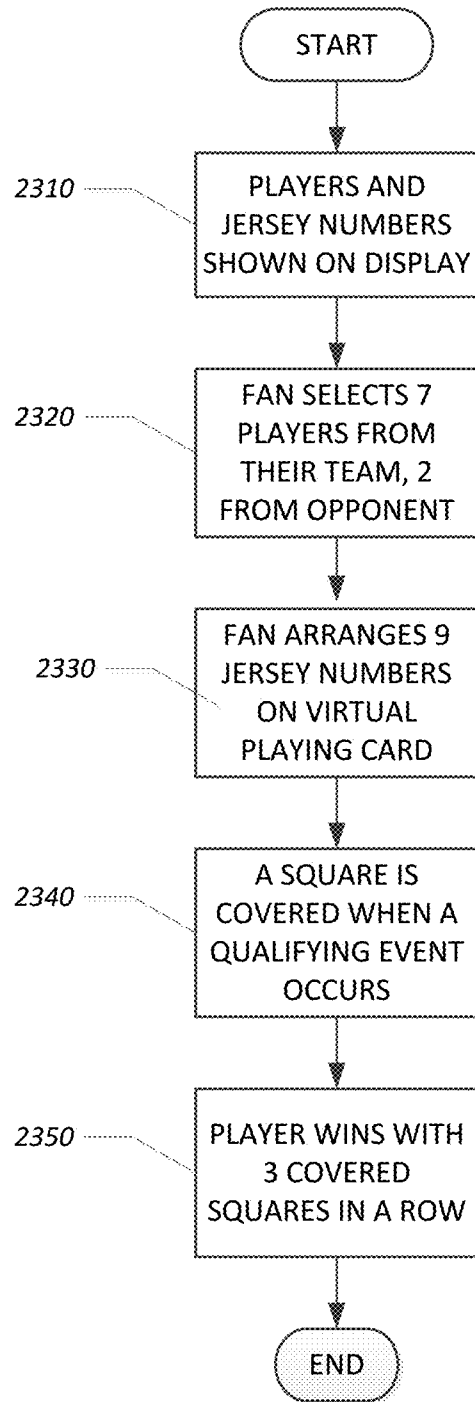 START
2310
PLAYERS AND
JERSEY NUMBERS
SHOWN ON DISPLAY
2320
FAN SELECTS 7
PLAYERS FROM
THEIR TEAM, 2
FROM OPPONENT
2330
FAN ARRANGES 9
JERSEY NUMBERS
ON VIRTUAL
PLAYING CARD
2340
A SQUARE IS
COVERED WHEN A
QUALIFYING EVENT
OCCURS
2350
PLAYER WINS WITH
3 COVERED
SQUARES IN A ROW
END